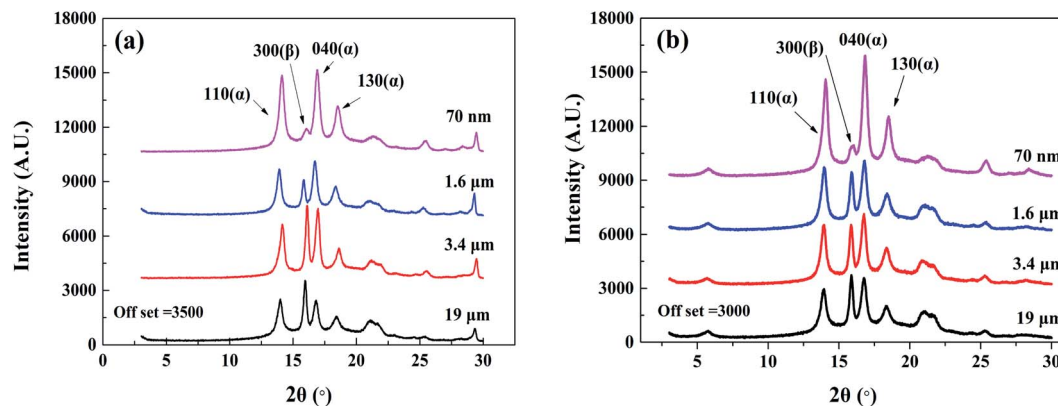 (a)
18000
15000
12000
9000
6000
3000
0
Intensity (A.U.)
110(α)
300(β)
040(α)
130(α)
70 nm
1.6 μm
3.4 μm
19 μm
Off set =3500
0 5 10 15 20 25 30
2θ (°)
(b)
18000
15000
12000
9000
6000
3000
0
Intensity (A.U.)
110(α)
300(β)
040(α)
130(α)
70 nm
1.6 μm
3.4 μm
19 μm
Off set =3000
5 10 15 20 25 30
2θ (°)